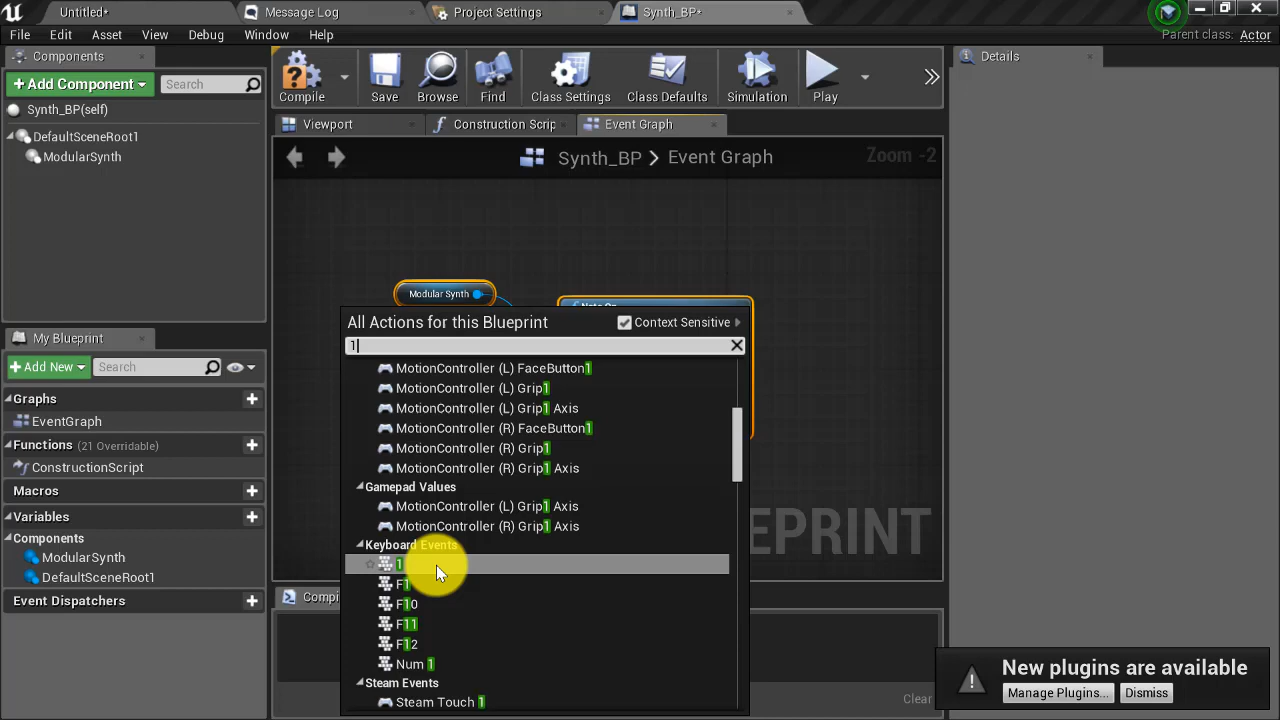 Untitled*
Message Log
Project Settings
Synth_BP*
File Edit Asset View Debug Window Help
Parent class: Actor
Components
Add Component
Search
Synth_BP(self)
DefaultSceneRoot1
ModularSynth
My Blueprint
Add New
Search
Graphs
EventGraph
Functions (21 Overridable)
ConstructionScript
Macros
Variables
Components
ModularSynth
DefaultSceneRoot1
Event Dispatchers
Compile Save Browse Find Class Settings Class Defaults Simulation Play
Viewport
Construction Scrip
Event Graph
Synth_BP > Event Graph
Zoom -2
Modular Synth
Note On
EPRINT
All Actions for this Blueprint
Context Sensitive
1
MotionController (L) FaceButton1
MotionController (L) Grip1
MotionController (L) Grip1 Axis
MotionController (R) FaceButton1
MotionController (R) Grip1
MotionController (R) Grip1 Axis
Gamepad Values
MotionController (L) Grip1 Axis
MotionController (R) Grip1 Axis
Keyboard Events
1
F1
F10
F11
F12
Num 1
Steam Events
Steam Touch 1
Compi
Clear
Details
New plugins are available
Manage Plugins...
Dismiss